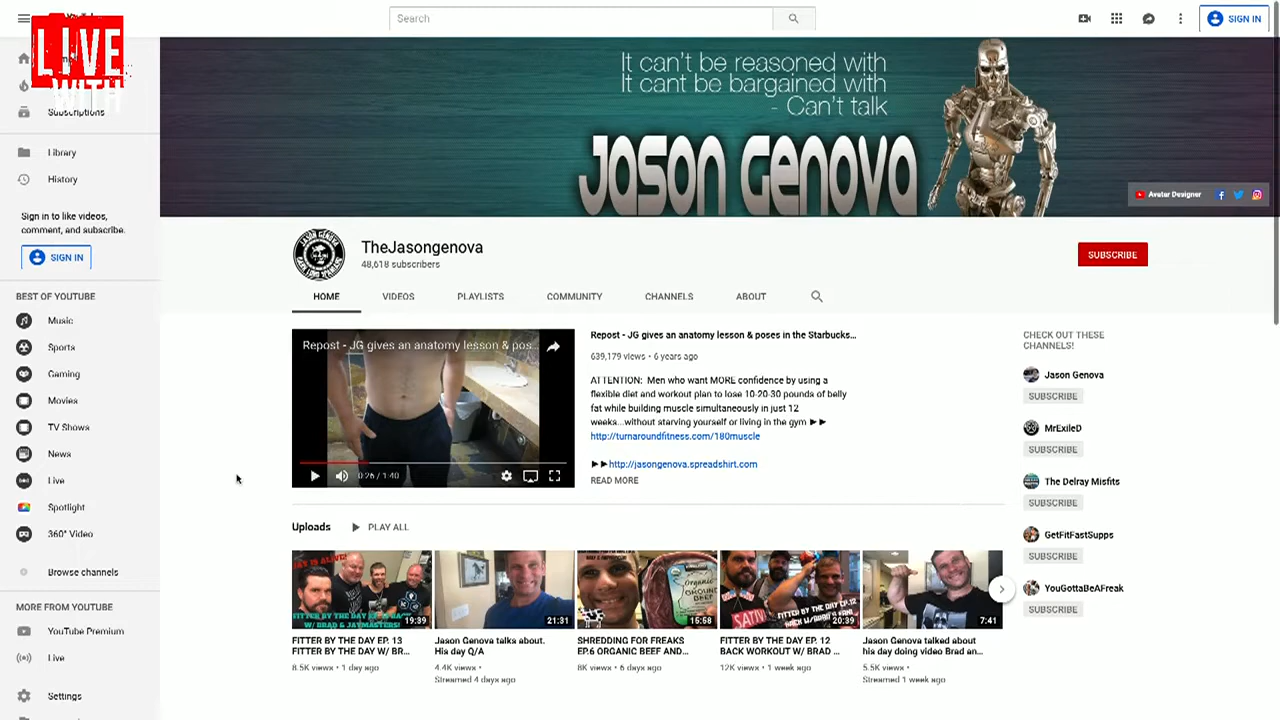 LIVE
WITH
Search
SIGN IN
Subscriptions
Library
History
Sign in to like videos,
comment, and subscribe.
SIGN IN
BEST OF YOUTUBE
Music
Sports
Gaming
Movies
TV Shows
News
Live
Spotlight
360° Video
Browse channels
MORE FROM YOUTUBE
YouTube Premium
Live
Settings
It can't be reasoned with
It cant be bargained with
- Can't talk
JASON GENOVA
Avatar Designer
TheJasongenova
48,618 subscribers
SUBSCRIBE
HOME VIDEOS PLAYLISTS COMMUNITY CHANNELS ABOUT
Repost - JG gives an anatomy lesson & pos...
0:26 / 1:40
Repost - JG gives an anatomy lesson & poses in the Starbucks...
639,179 views • 6 years ago
ATTENTION: Men who want MORE confidence by using a
flexible diet and workout plan to lose 10-20-30 pounds of belly
fat while building muscle simultaneously in just 12
weeks...without starving yourself or living in the gym ►►
http://turnaroundfitness.com/180muscle
►►http://jasongenova.spreadshirt.com
READ MORE
CHECK OUT THESE
CHANNELS!
Jason Genova
SUBSCRIBE
MrExileD
SUBSCRIBE
The Delray Misfits
SUBSCRIBE
GetFitFastSupps
SUBSCRIBE
YouGottaBeAFreak
SUBSCRIBE
Uploads PLAY ALL
19:39
FITTER BY THE DAY EP. 13
FITTER BY THE DAY W/ BR...
8.5K views • 1 day ago
21:31
Jason Genova talks about.
His day Q/A
4.4K views •
Streamed 4 days ago
Organic
GROUND
BEEF
15:58
SHREDDING FOR FREAKS
EP.6 ORGANIC BEEF AND...
8K views • 6 days ago
FITTER BY THE DAY EP.12
20:39
FITTER BY THE DAY EP. 12
BACK WORKOUT W/ BRAD ...
12K views • 1 week ago
7:41
Jason Genova talked about
his day doing video Brad an...
5.5K views •
Streamed 1 week ago